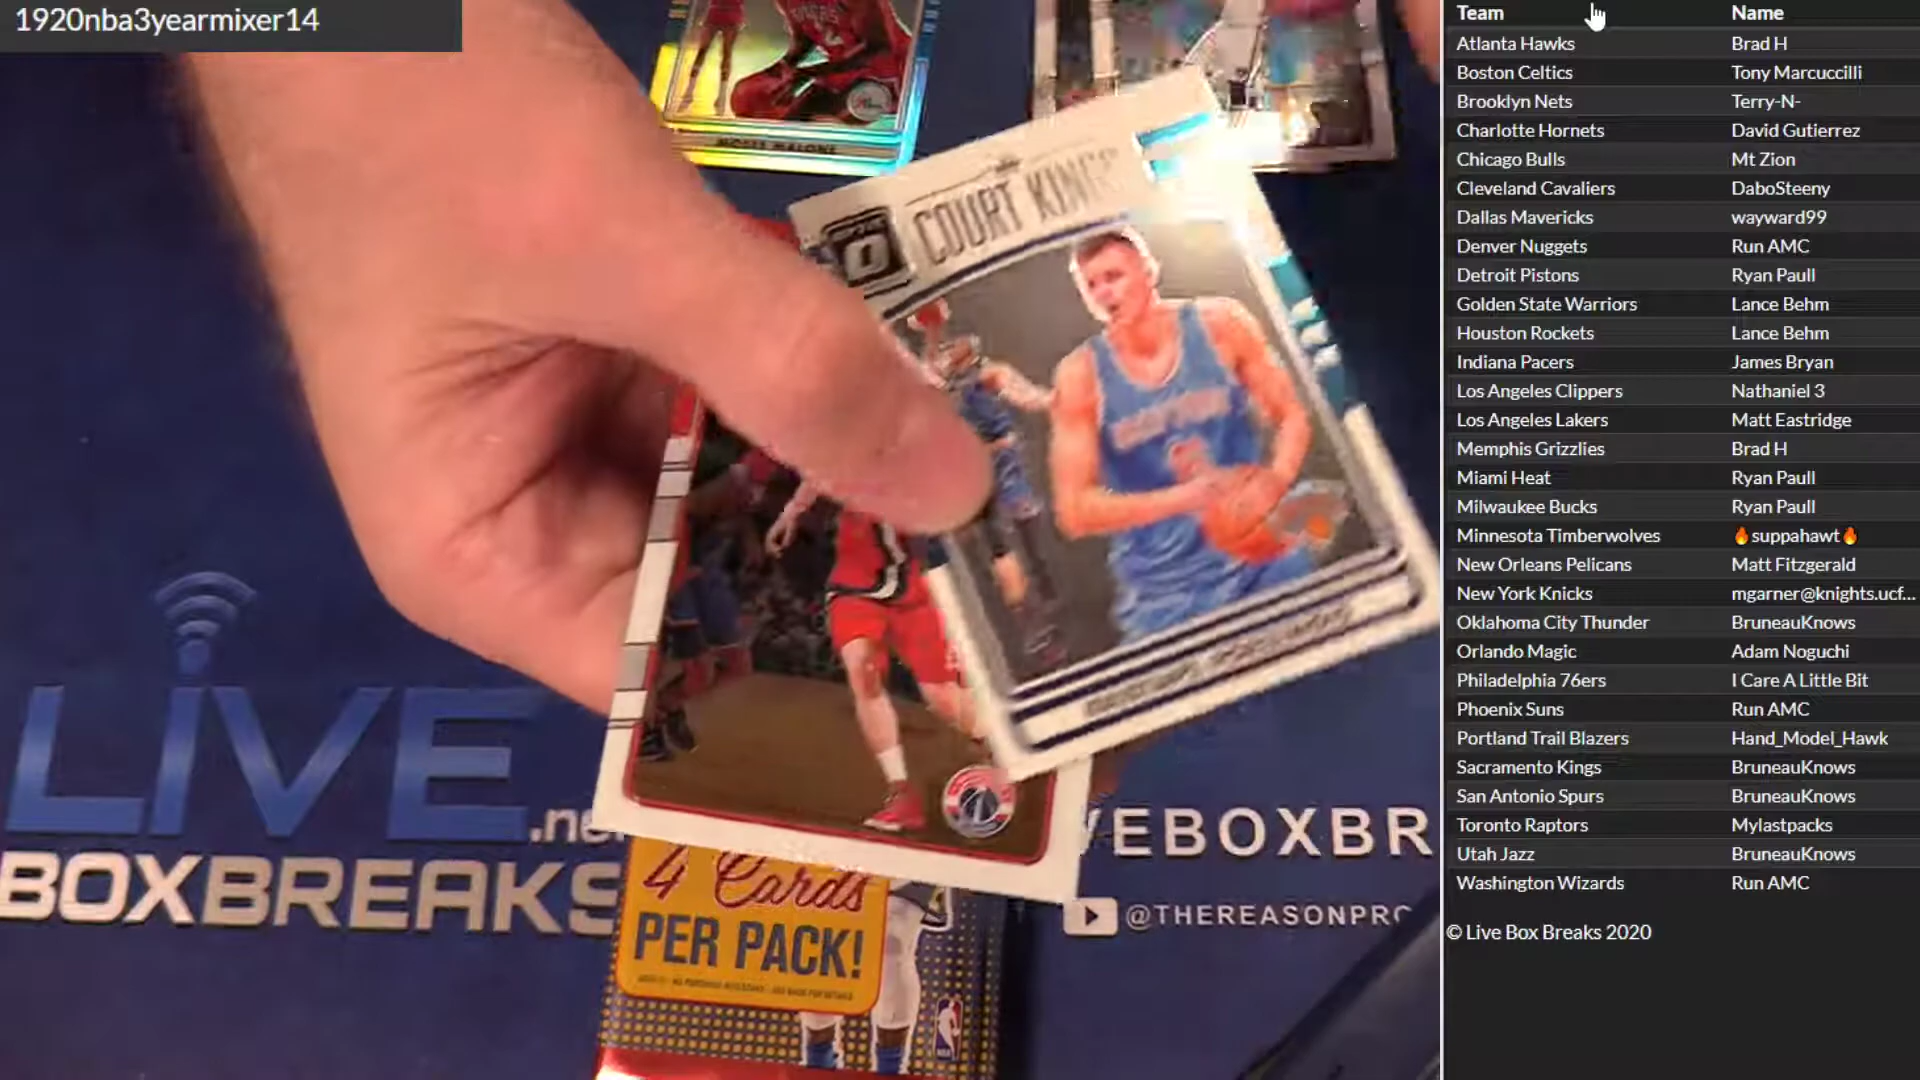 1920nba3yearmixer14
Team Name
Atlanta Hawks Brad H
Boston Celtics Tony Marcuccilli
Brooklyn Nets Terry-N-
Charlotte Hornets David Gutierrez
Chicago Bulls Mt Zion
Cleveland Cavaliers DaboSteeny
Dallas Mavericks wayward99
Denver Nuggets Run AMC
Detroit Pistons Ryan Paull
Golden State Warriors Lance Behm
Houston Rockets Lance Behm
Indiana Pacers James Bryan
Los Angeles Clippers Nathaniel 3
Los Angeles Lakers Matt Eastridge
Memphis Grizzlies Brad H
Miami Heat Ryan Paull
Milwaukee Bucks Ryan Paull
Minnesota Timberwolves 🔥suppahawt🔥
New Orleans Pelicans Matt Fitzgerald
New York Knicks mgarner@knights.ucf...
Oklahoma City Thunder BruneauKnows
Orlando Magic Adam Noguchi
Philadelphia 76ers I Care A Little Bit
Phoenix Suns Run AMC
Portland Trail Blazers Hand_Model_Hawk
Sacramento Kings BruneauKnows
San Antonio Spurs BruneauKnows
Toronto Raptors Mylastpacks
Utah Jazz BruneauKnows
Washington Wizards Run AMC
© Live Box Breaks 2020
MOSES MALONE
COURT KINGS
LIVE.ne
BOXBREAKS
4 Cards
PER PACK!
VEBOXBR
@THEREASONPRO